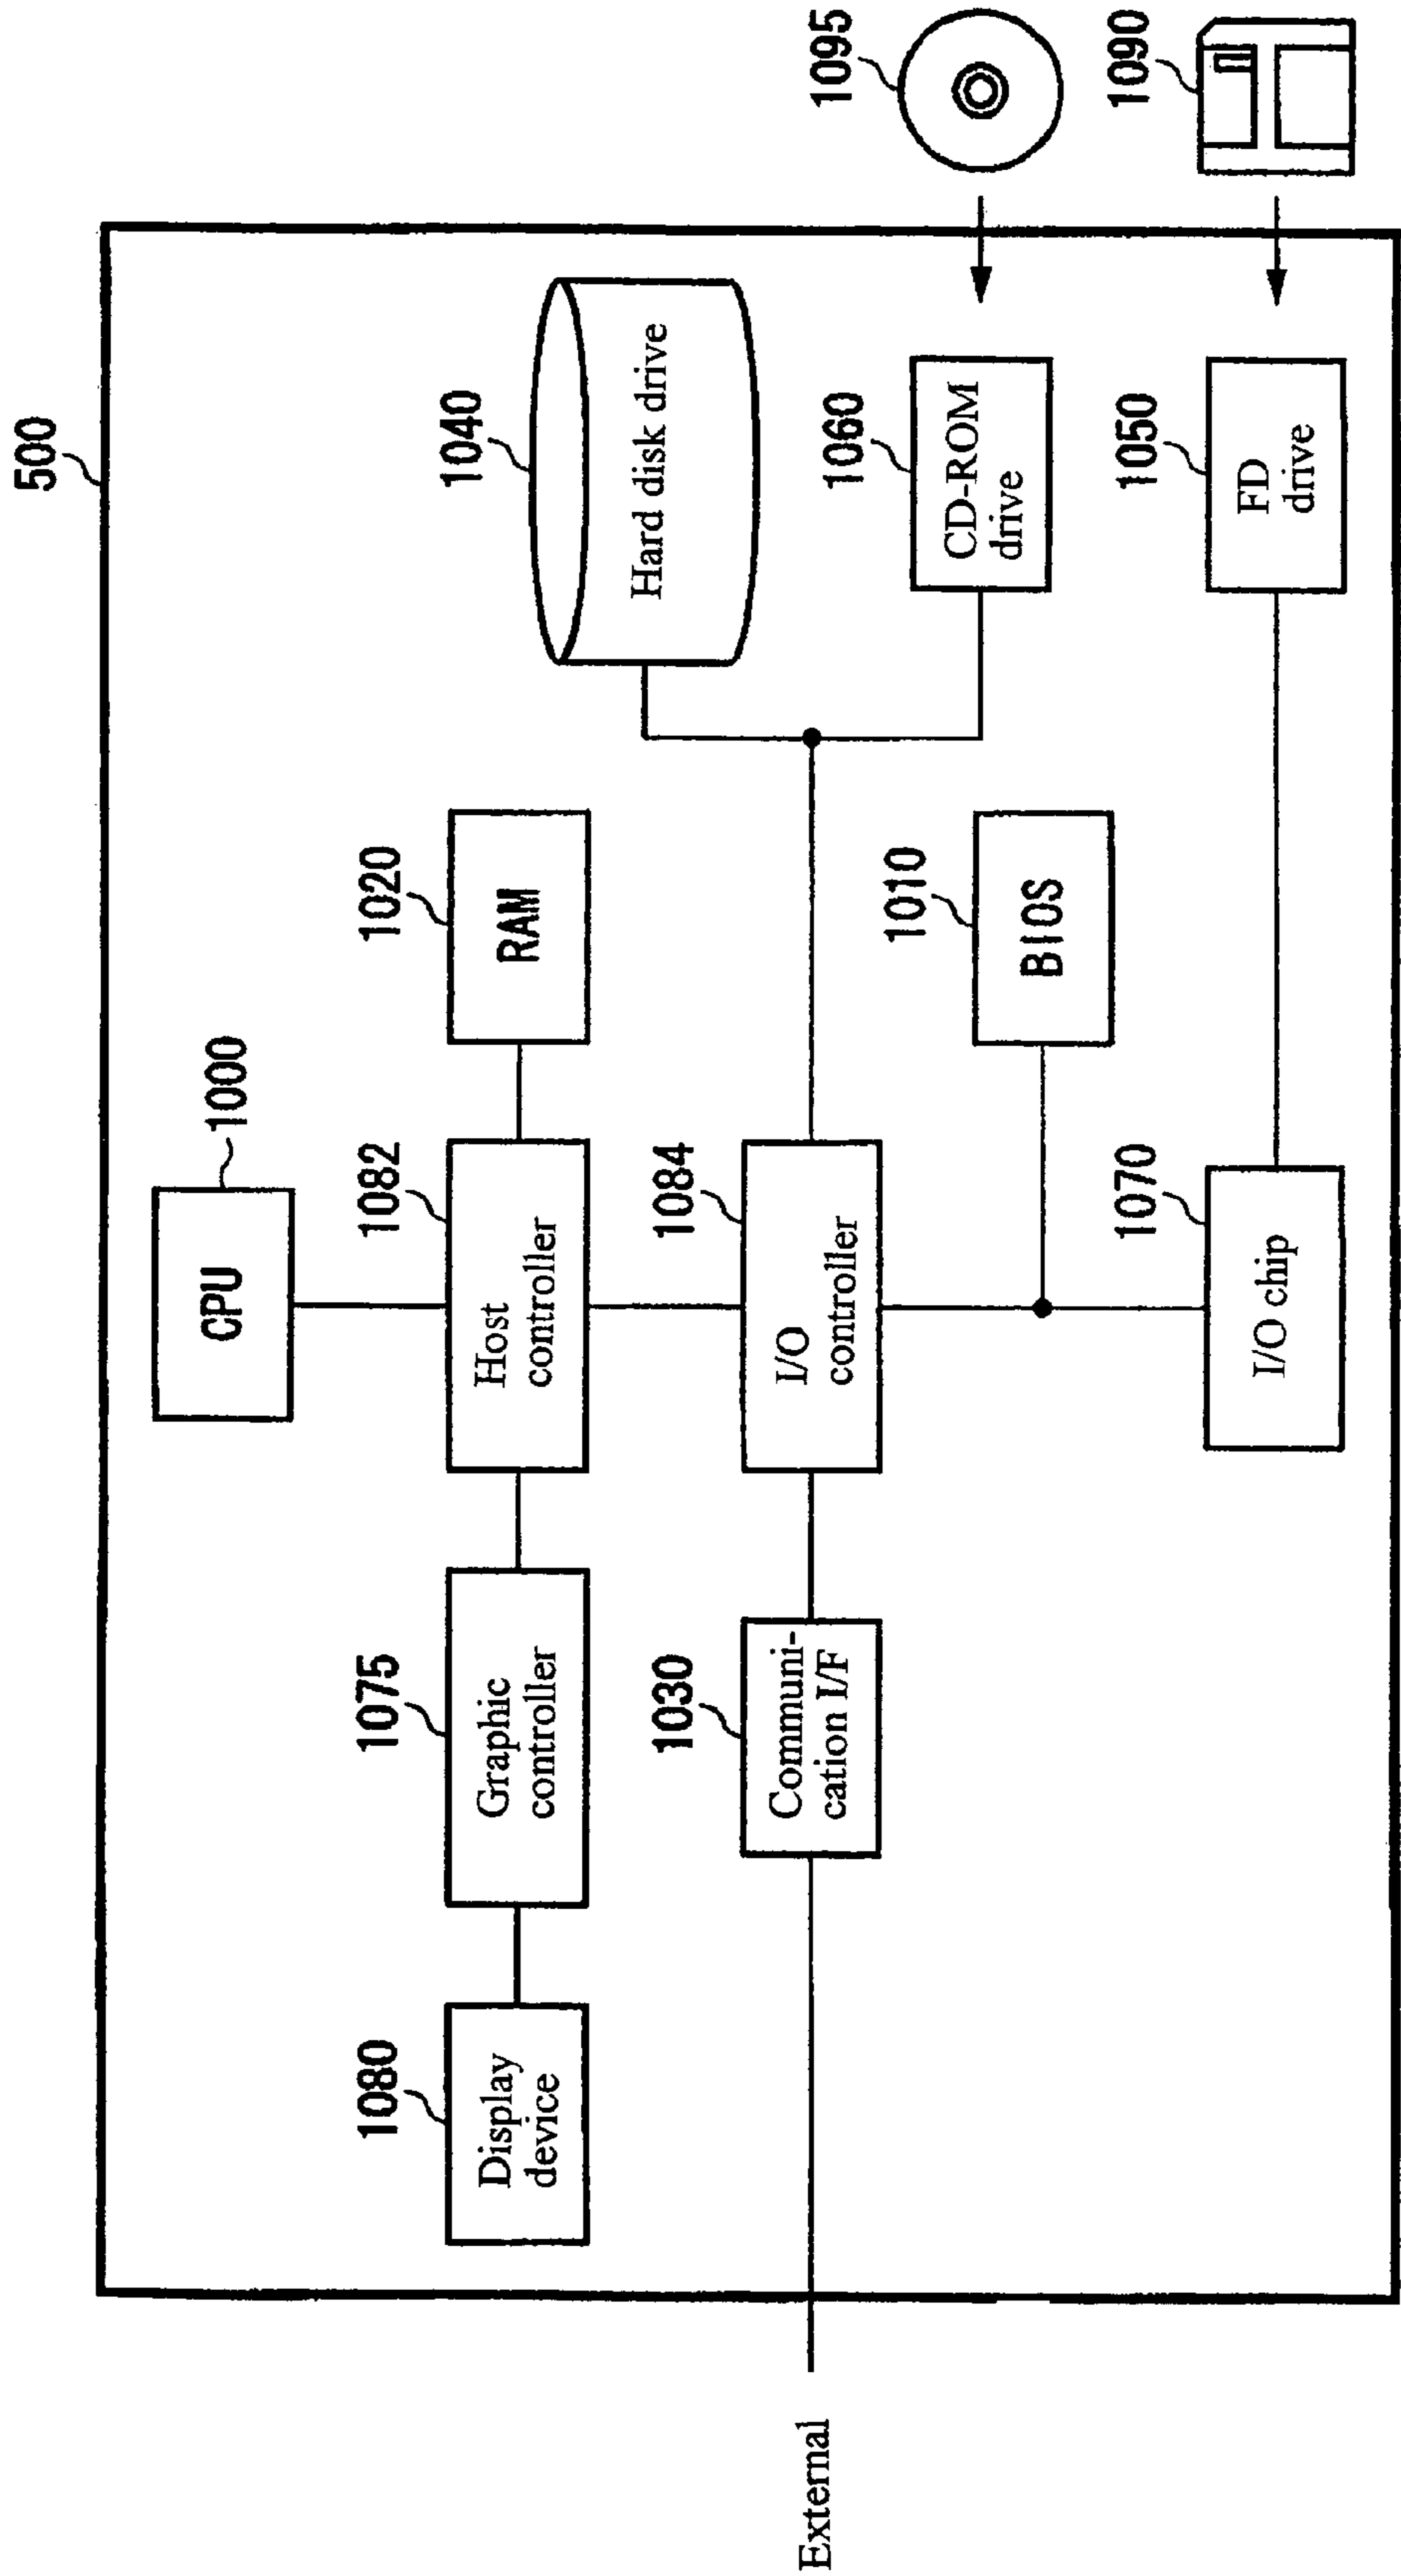 500
1000
CPU
1080
Display
device
1075
Graphic
controller
1082
Host
controller
1020
RAM
1040
Hard disk drive
External
1030
Communi-
cation I/F
1084
I/O
controller
1010
BIOS
1060
CD-ROM
drive
1095
1070
I/O chip
1050
FD
drive
1090